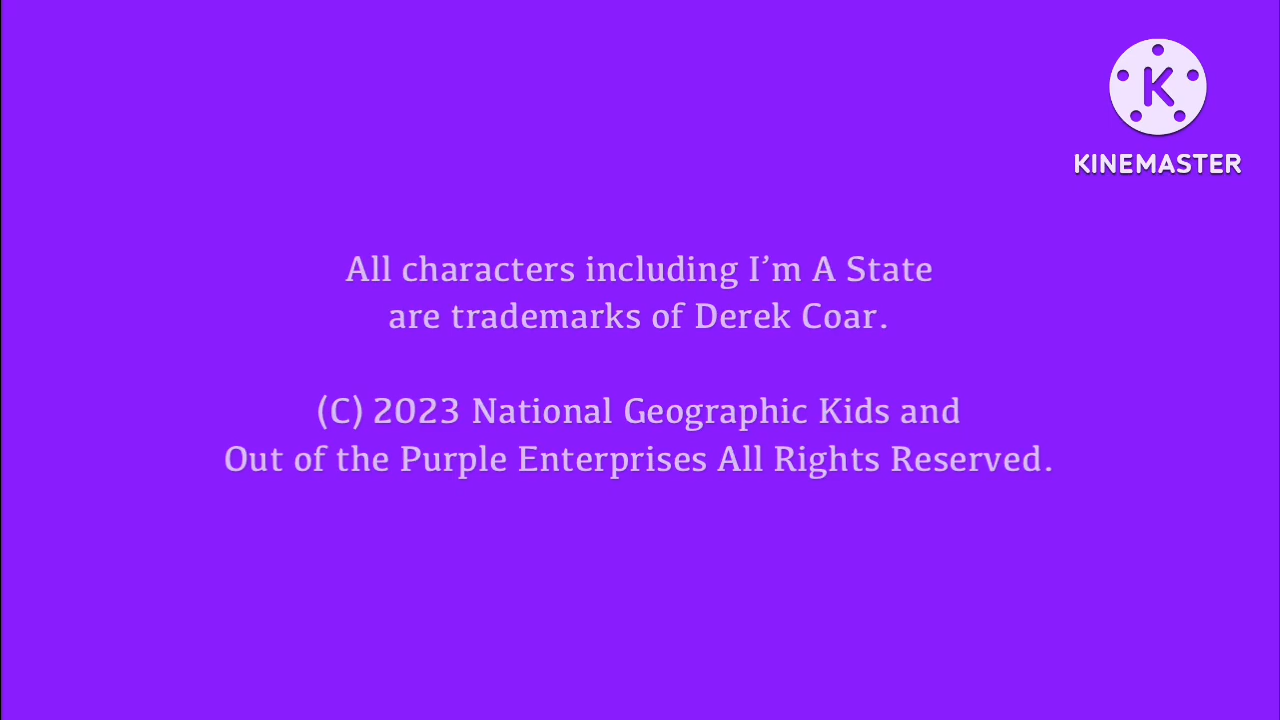 K
KINEMASTER
All characters including I’m A State
are trademarks of Derek Coar.
(C) 2023 National Geographic Kids and
Out of the Purple Enterprises All Rights Reserved.